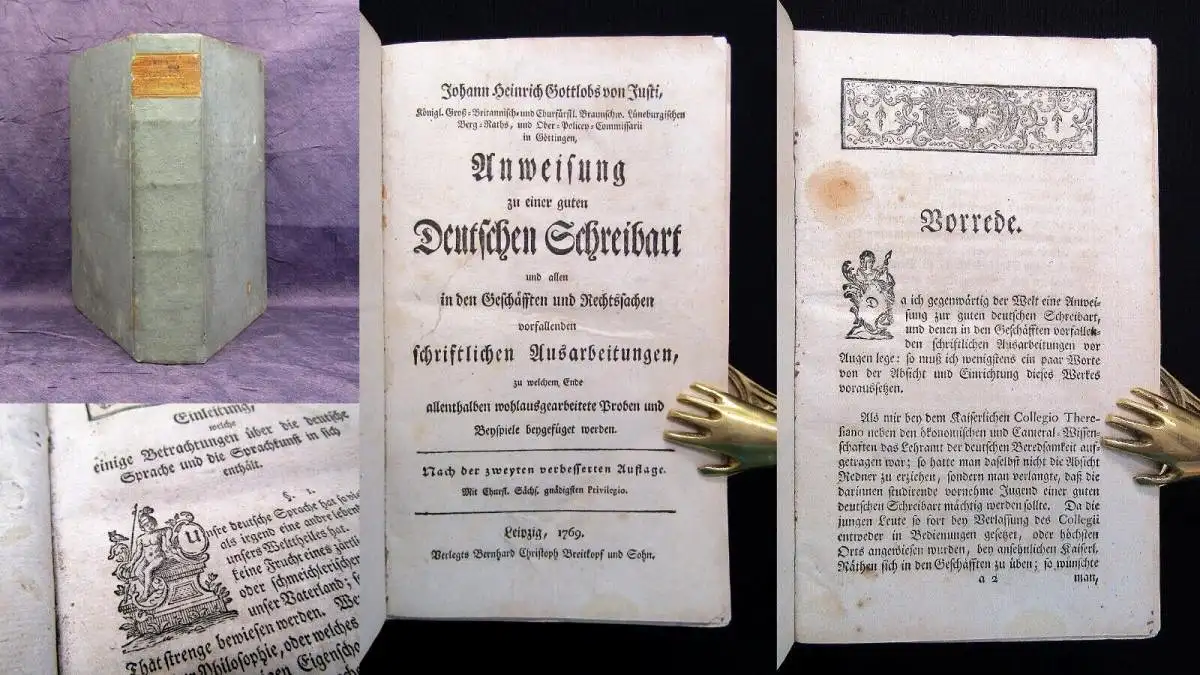 Johann Heinrich Gottlobs von Justi,
Königl. Groß-Britannisch- und Churfürstl. Braunschw. Lüneburgischen
Berg-Raths, und Ober-Policey-Commissarii
in Göttingen,
Anweisung
zu einer guten
Deutschen Schreibart
und allen
in den Geschäfften und Rechtssachen
vorfallenden
schriftlichen Ausarbeitungen,
zu welchem Ende
allenthalben wohlausgearbeitete Proben und
Beyspiele beygefüget werden.
Nach der zweyten verbesserten Auflage.
Mit Churfl. Sächs. gnädigsten Privilegio.
Leipzig, 1769.
Verlegts Bernhard Christoph Breitkopf und Sohn.
Vorrede.
Da ich gegenwärtig der Welt eine Anwei-
sung zur guten deutschen Schreibart,
und denen in den Geschäfften vorfallen-
den schriftlichen Ausarbeitungen vor
Augen lege: so muß ich wenigstens ein paar Worte
von der Absicht und Einrichtung dieses Werkes
voraussetzen.
Als mir bey dem Kaiserlichen Collegio There-
siano neben den ökonomischen und Cameral-Wissen-
schaften das Lehramt der deutschen Beredsamkeit auf-
getragen war; so hatte man daselbst nicht die Absicht
Redner zu erziehen, sondern man verlangte, daß die
darinnen studirende vornehme Jugend einer guten
deutschen Schreibart mächtig werden sollte. Da die
jungen Leute so fort bey Verlassung des Collegii
entweder in Bedienungen gesetzt, oder höchsten
Orts angewiesen wurden, bey ansehnlichen Kaiserl.
Räthen sich in den Geschäfften zu üben; so wünschte
a 2 man,
Einleitung,
welche
einige Betrachtungen über die deutsche
Sprache und die Sprachkunst in sich
enthält.
§. 1.
Unsre deutsche Sprache hat so
als irgend eine andre
unsers Welttheiles hat.
keine Frucht eines
oder schmeichlerischen
unser Vaterland;
That strenge bewiesen werden.
Philosophie, oder welches